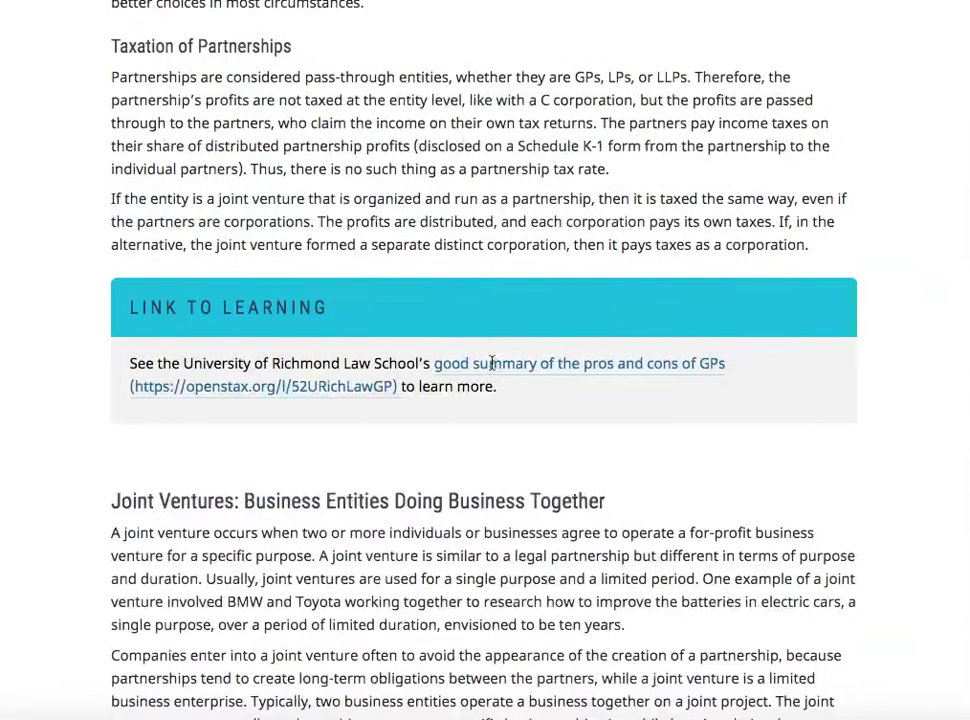 better choices in most circumstances.
Taxation of Partnerships
Partnerships are considered pass-through entities, whether they are GPs, LPs, or LLPs. Therefore, the
partnership’s profits are not taxed at the entity level, like with a C corporation, but the profits are passed
through to the partners, who claim the income on their own tax returns. The partners pay income taxes on
their share of distributed partnership profits (disclosed on a Schedule K-1 form from the partnership to the
individual partners). Thus, there is no such thing as a partnership tax rate.
If the entity is a joint venture that is organized and run as a partnership, then it is taxed the same way, even if
the partners are corporations. The profits are distributed, and each corporation pays its own taxes. If, in the
alternative, the joint venture formed a separate distinct corporation, then it pays taxes as a corporation.
LINK TO LEARNING
See the University of Richmond Law School’s good summary of the pros and cons of GPs
(https://openstax.org/l/52URichLawGP) to learn more.
Joint Ventures: Business Entities Doing Business Together
A joint venture occurs when two or more individuals or businesses agree to operate a for-profit business
venture for a specific purpose. A joint venture is similar to a legal partnership but different in terms of purpose
and duration. Usually, joint ventures are used for a single purpose and a limited period. One example of a joint
venture involved BMW and Toyota working together to research how to improve the batteries in electric cars, a
single purpose, over a period of limited duration, envisioned to be ten years.
Companies enter into a joint venture often to avoid the appearance of the creation of a partnership, because
partnerships tend to create long-term obligations between the partners, while a joint venture is a limited
business enterprise. Typically, two business entities operate a business together on a joint project. The joint